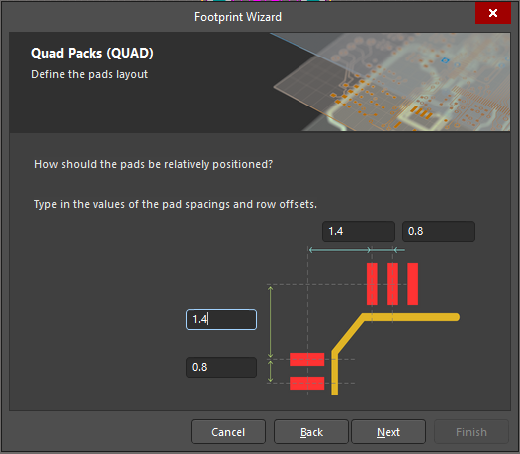 Footprint Wizard
Quad Packs (QUAD)
Define the pads layout
How should the pads be relatively positioned?
Type in the values of the pad spacings and row offsets.
1.4 0.8
1.4
0.8
Cancel Back Next Finish